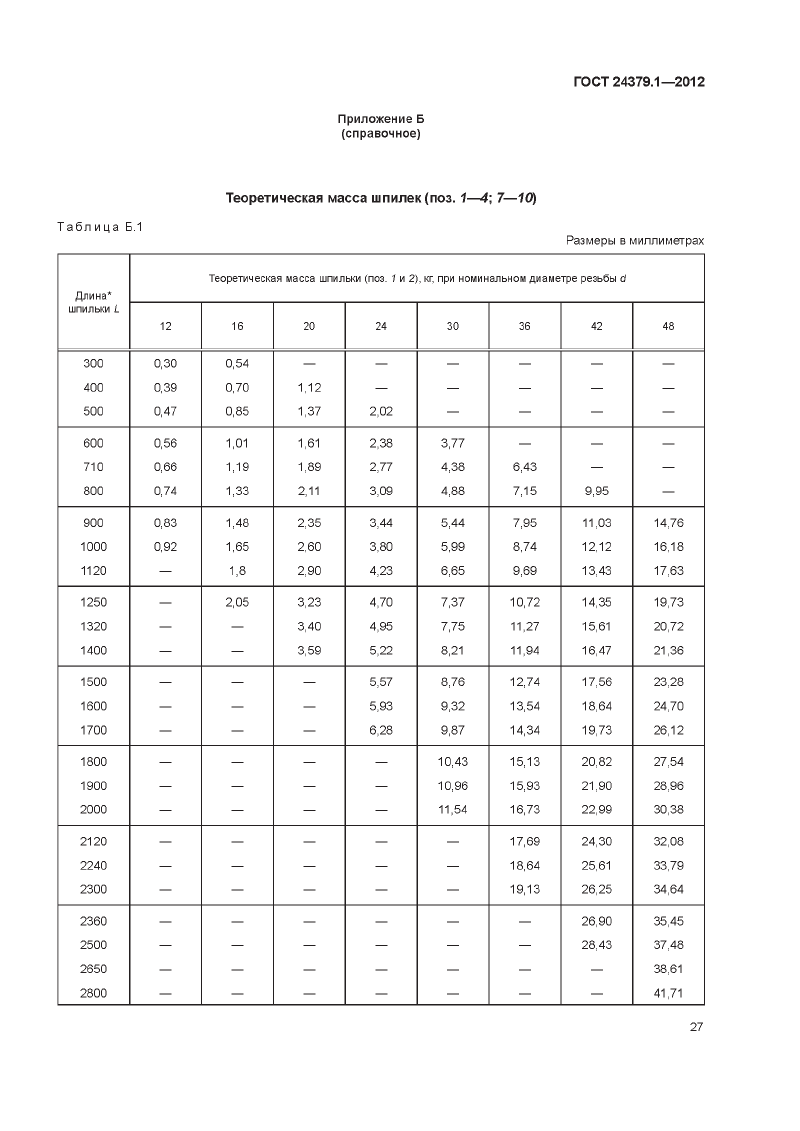 ГОСТ 24379.1—2012
Приложение Б
(справочное)
Теоретическая масса шпилек (поз. 1—4; 7—10)
Таблица Б.1
Размеры в миллиметрах
Длина* шпильки L
Теоретическая масса шпильки (поз. 1 и 2), кг, при номинальном диаметре резьбы d
12 16 20 24 30 36 42 48
300 0,30 0,54 — — — — — —
400 0,39 0,70 1,12 — — — — —
500 0,47 0,85 1,37 2,02 — — — —
600 0,56 1,01 1,61 2,38 3,77 — — —
710 0,66 1,19 1,89 2,77 4,38 6,43 — —
800 0,74 1,33 2,11 3,09 4,88 7,15 9,95 —
900 0,83 1,48 2,35 3,44 5,44 7,95 11,03 14,76
1000 0,92 1,65 2,60 3,80 5,99 8,74 12,12 16,18
1120 — 1,8 2,90 4,23 6,65 9,69 13,43 17,63
1250 — 2,05 3,23 4,70 7,37 10,72 14,35 19,73
1320 — — 3,40 4,95 7,75 11,27 15,61 20,72
1400 — — 3,59 5,22 8,21 11,94 16,47 21,36
1500 — — — 5,57 8,76 12,74 17,56 23,28
1600 — — — 5,93 9,32 13,54 18,64 24,70
1700 — — — 6,28 9,87 14,34 19,73 26,12
1800 — — — — 10,43 15,13 20,82 27,54
1900 — — — — 10,96 15,93 21,90 28,96
2000 — — — — 11,54 16,73 22,99 30,38
2120 — — — — — 17,69 24,30 32,08
2240 — — — — — 18,64 25,61 33,79
2300 — — — — — 19,13 26,25 34,64
2360 — — — — — — 26,90 35,45
2500 — — — — — — 28,43 37,48
2650 — — — — — — — 38,61
2800 — — — — — — — 41,71
27